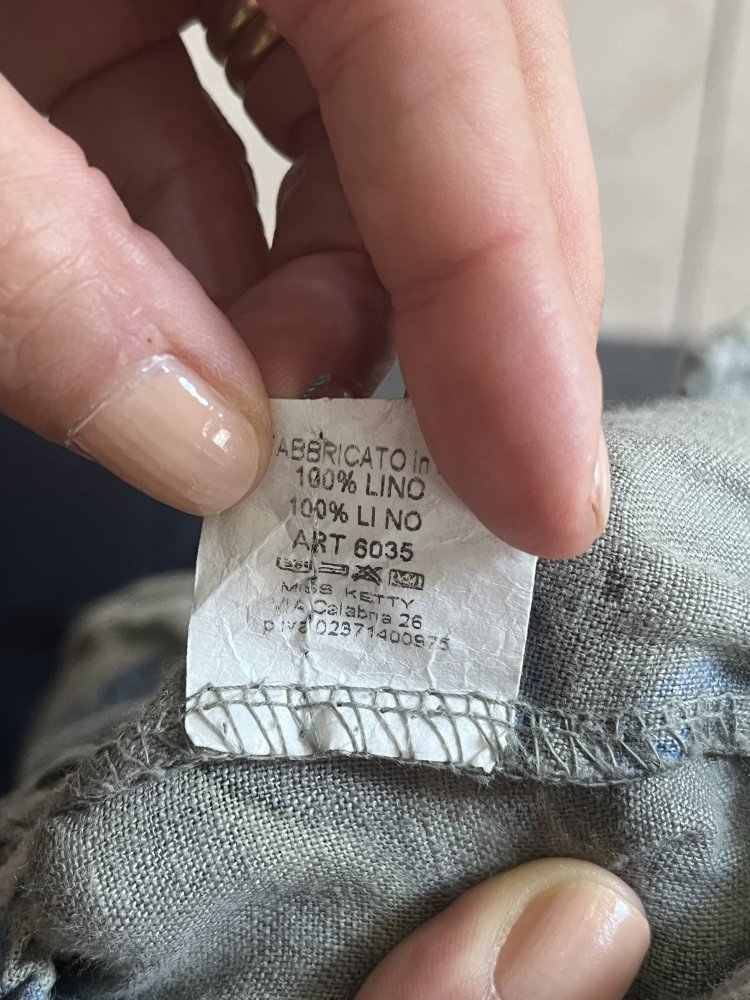 ABBRICATO in
100% LINO
100% LI NO
ART 6035
MISS KETTY
VIA Calabria 26
p.iva 02371400975